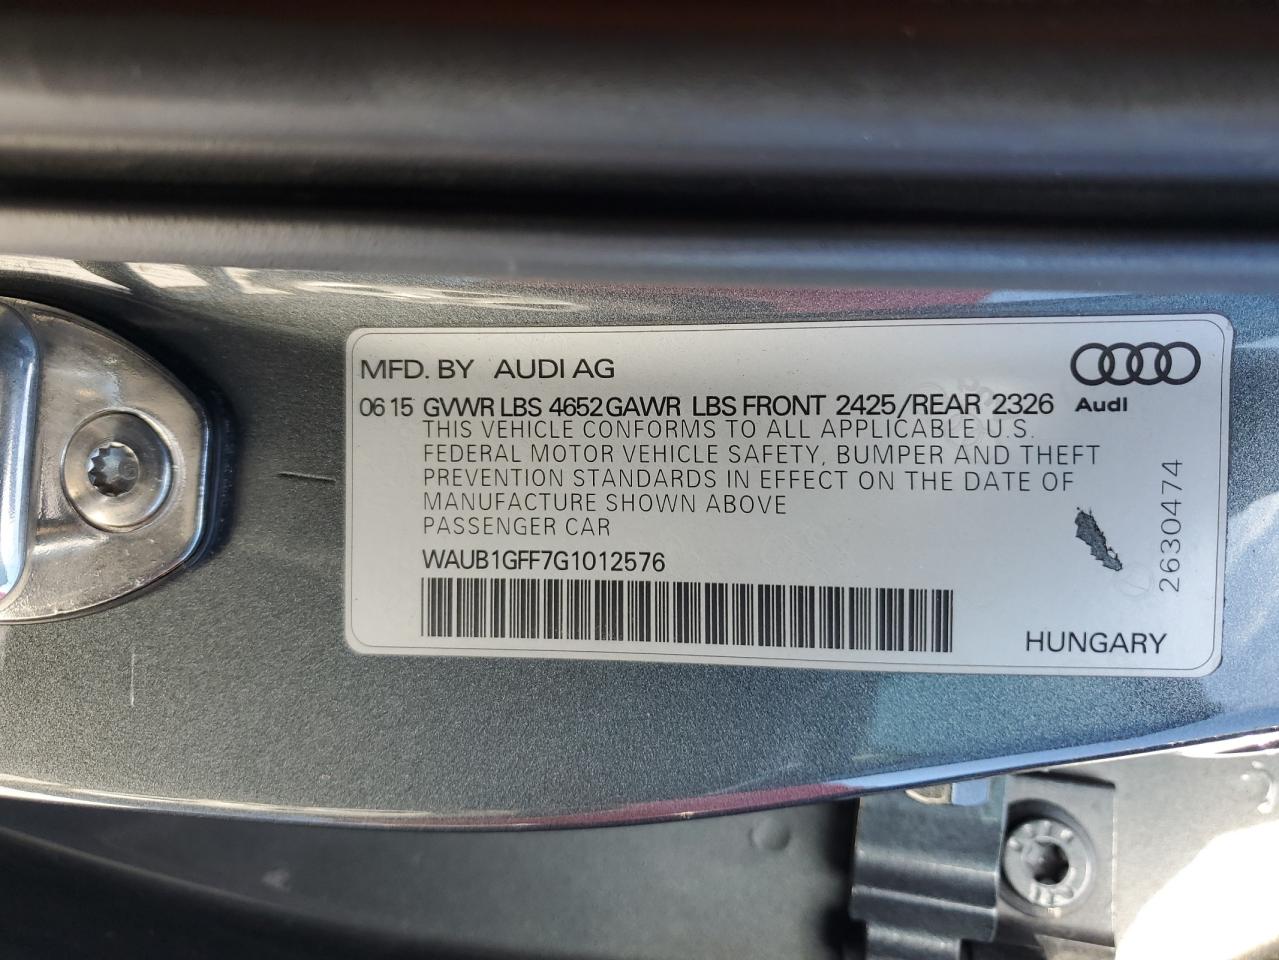 MFD. BY AUDI AG
06 15 GVWR LBS 4652 GAWR LBS FRONT 2425/REAR 2326
Audi
THIS VEHICLE CONFORMS TO ALL APPLICABLE U.S.
FEDERAL MOTOR VEHICLE SAFETY, BUMPER AND THEFT
PREVENTION STANDARDS IN EFFECT ON THE DATE OF
MANUFACTURE SHOWN ABOVE
PASSENGER CAR
WAUB1GFF7G1012576
2630474
HUNGARY